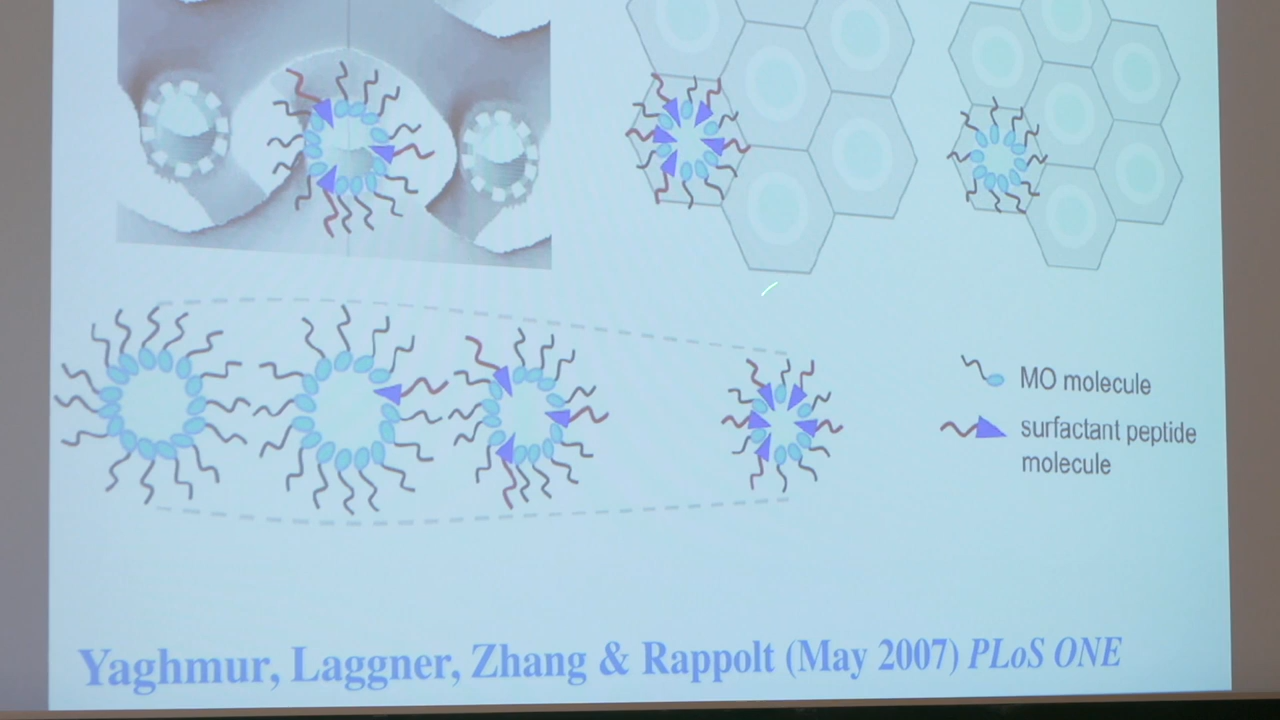 MO molecule
surfactant peptide
molecule
Yaghmur, Laggner, Zhang & Rappolt (May 2007) PLoS ONE